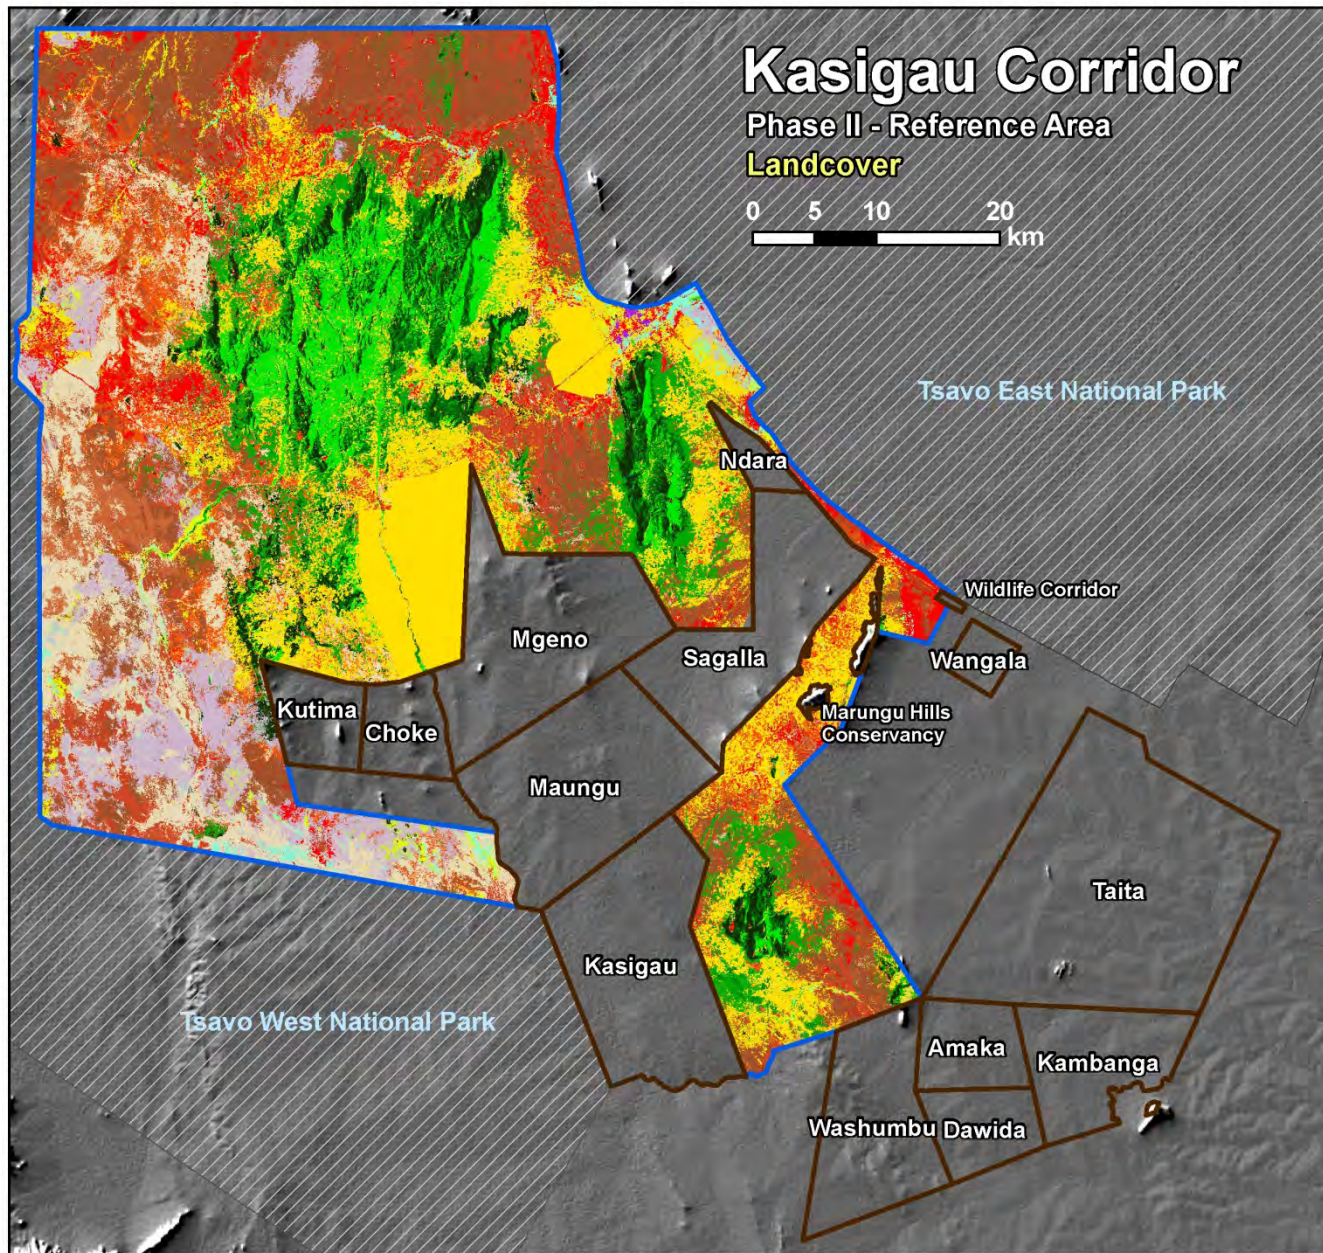 Kasigau Corridor
Phase II - Reference Area
Landcover
0 5 10 20
km
Tsavo East National Park
Ndara
Wildlife Corridor
Mgeno
Sagalla
Wangala
Kutima
Choke
Marungu Hills
Conservancy
Maungu
Taita
Kasigau
Tsavo West National Park
Amaka
Kambanga
Washumbu
Dawida